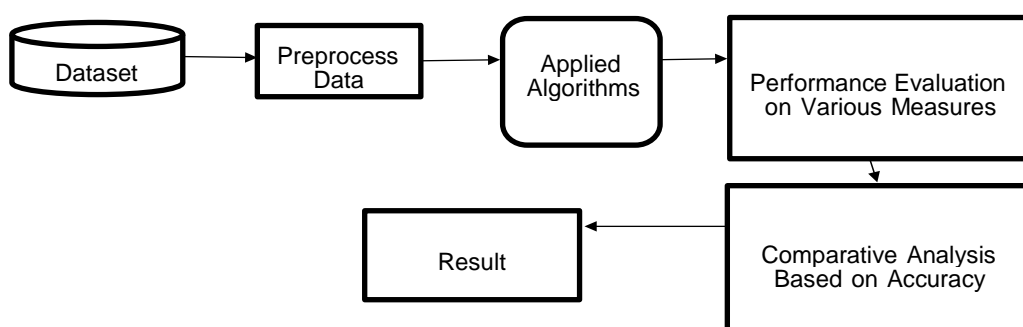 Dataset
Preprocess
Data
Applied
Algorithms
Performance Evaluation
on Various Measures
Comparative Analysis
Based on Accuracy
Result